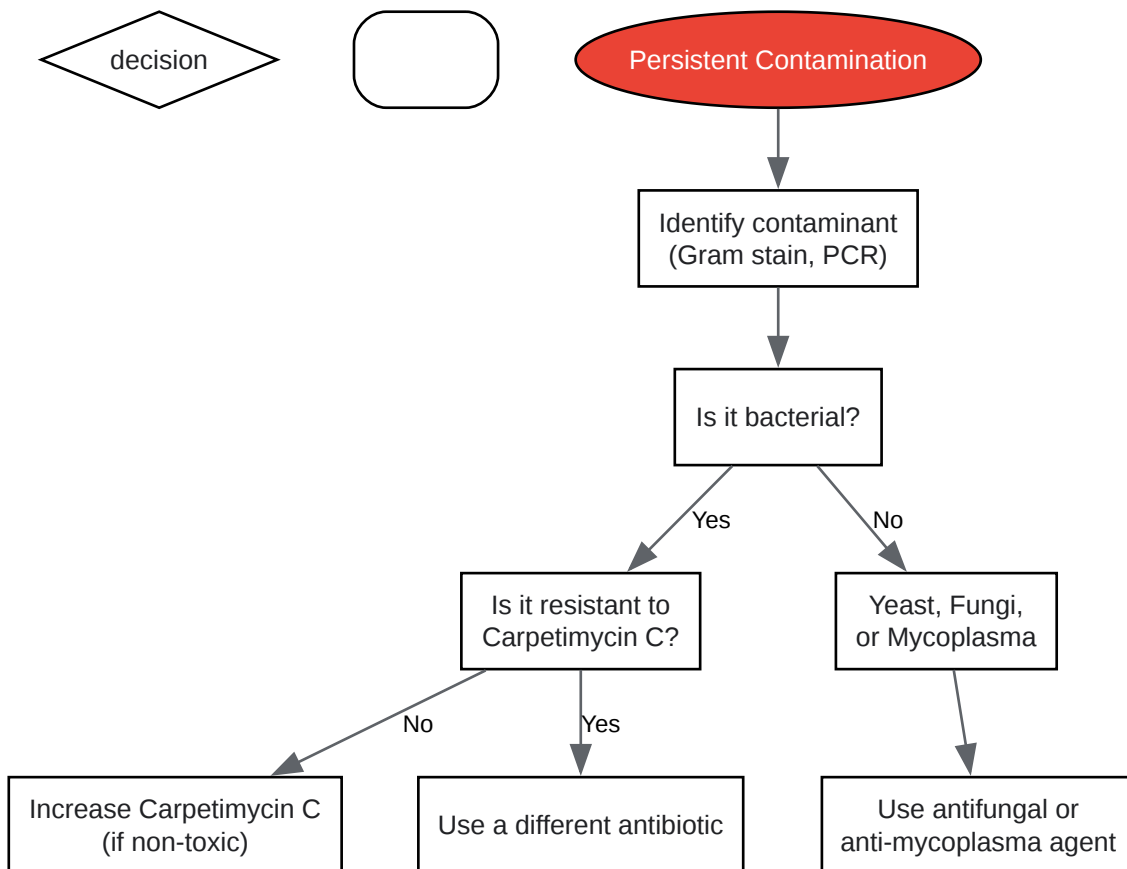 decision
Persistent Contamination
Identify contaminant
(Gram stain, PCR)
Is it bacterial?
Yes
No
Is it resistant to
Carpetimycin C?
Yeast, Fungi,
or Mycoplasma
No
Yes
Increase Carpetimycin C
(if non-toxic)
Use a different antibiotic
Use antifungal or
anti-mycoplasma agent